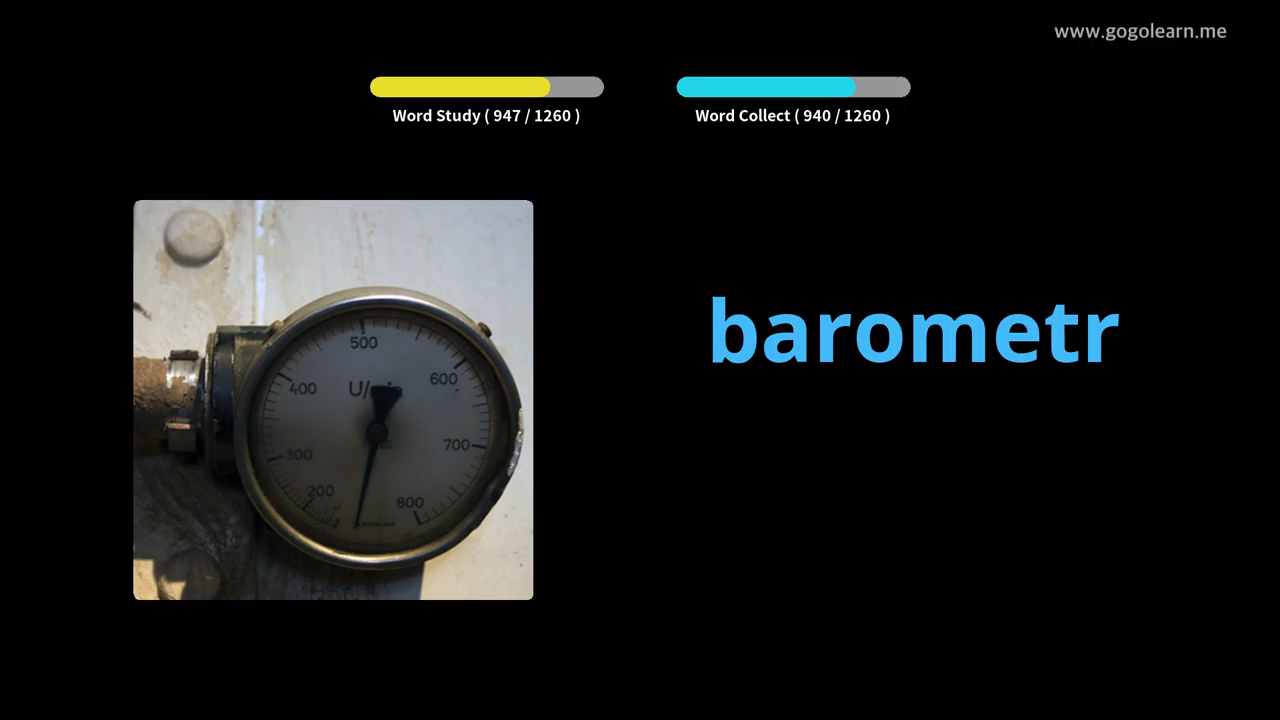 www.gogolearn.me
Word Study ( 947 / 1260 )
Word Collect ( 940 / 1260 )
barometr
500
400
600
U/
300
700
200
800